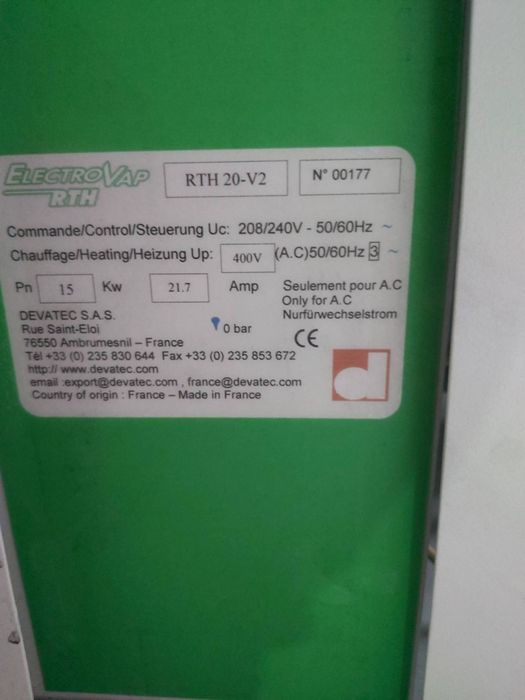 ELECTROVAP
RTH
RTH 20-V2
N° 00177
Commande/Control/Steuerung Uc: 208/240V - 50/60Hz ~
Chauffage/Heating/Heizung Up: 400V (A.C)50/60Hz 3 ~
Pn 15 Kw 21.7 Amp
Seulement pour A.C
Only for A.C
Nurfürwechselstrom
DEVATEC S.A.S.
Rue Saint-Eloi
0 bar
CE
76550 Ambrumesnil – France
Tél +33 (0) 235 830 644 Fax +33 (0) 235 853 672
http:// www.devatec.com
email :export@devatec.com , france@devatec.com
Country of origin : France – Made in France
d